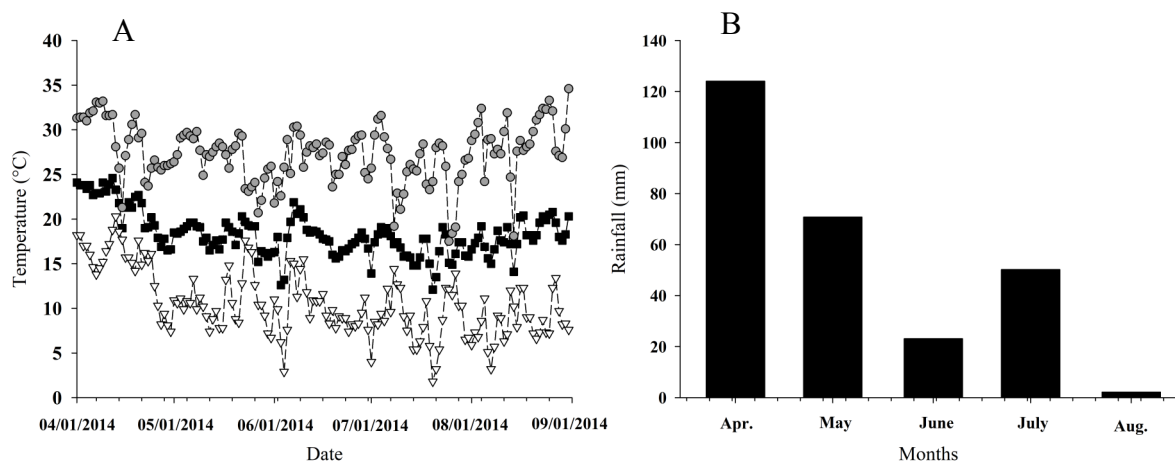 A
Temperature (°C)
40
35
30
25
20
15
10
5
0
04/01/2014 05/01/2014 06/01/2014 07/01/2014 08/01/2014 09/01/2014
Date
B
Rainfall (mm)
140
120
100
80
60
40
20
0
Apr. May June July Aug.
Months